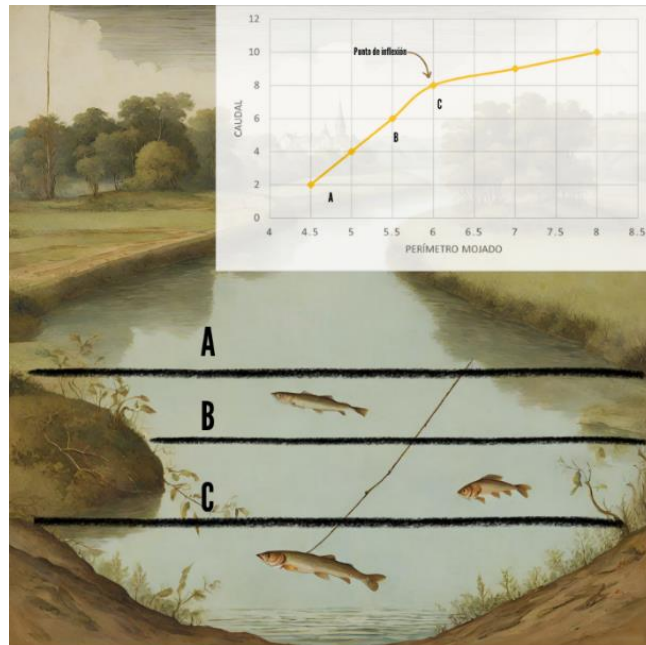 12
10
8
6
4
2
0
CAUDAL
Punto de inflexión
A
B
C
4 4.5 5 5.5 6 6.5 7 7.5 8 8.5
PERÍMETRO MOJADO
A
B
C